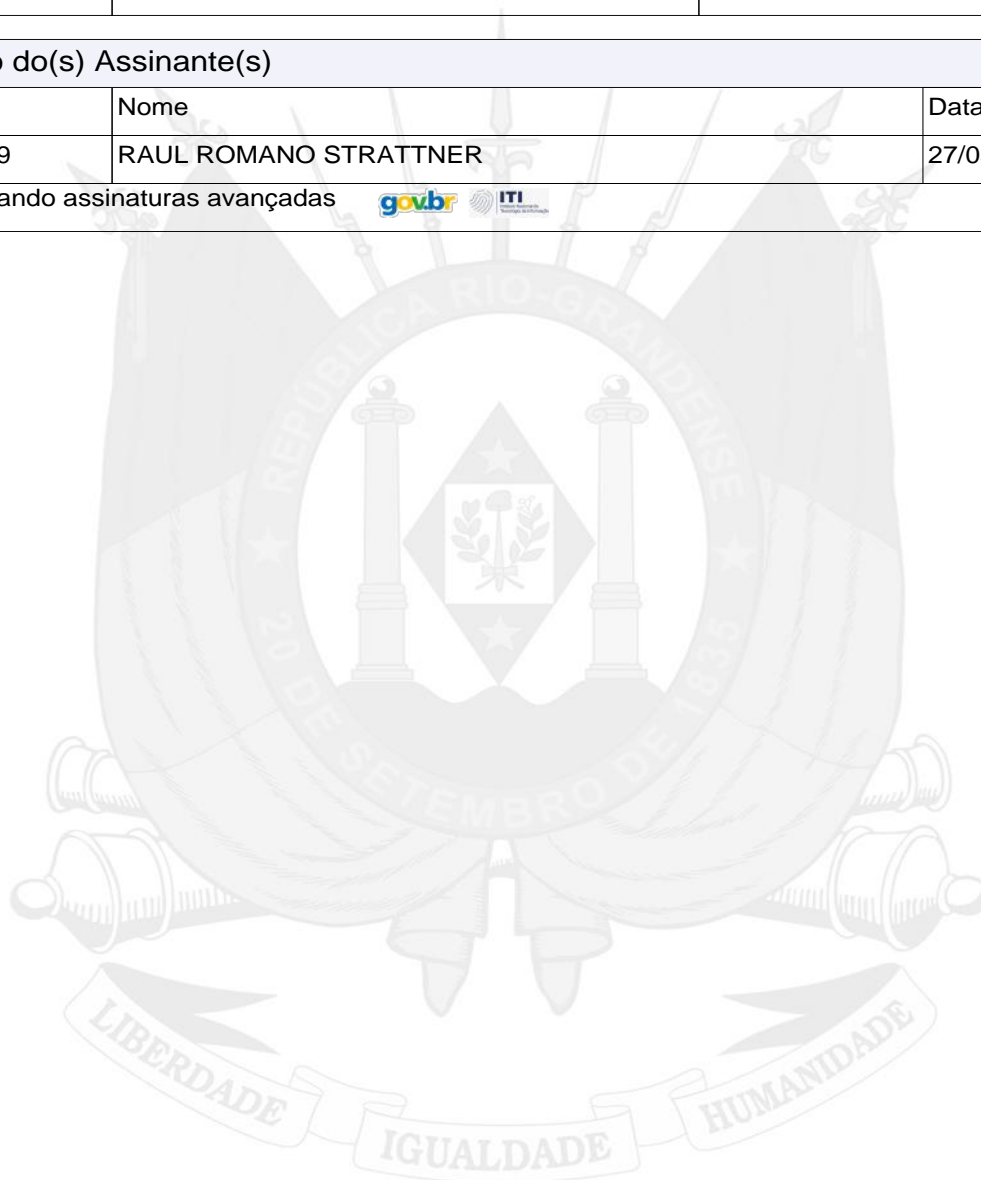 o do(s) Assinante(s)
Nome
Data
9
RAUL ROMANO STRATTNER
27/0
ando assinaturas avançadas
gov.br
ITI
REPÚBLICA RIO-GRANDENSE
20 DE SETEMBRO DE 1835
LIBERDADE
IGUALDADE
HUMANIDADE